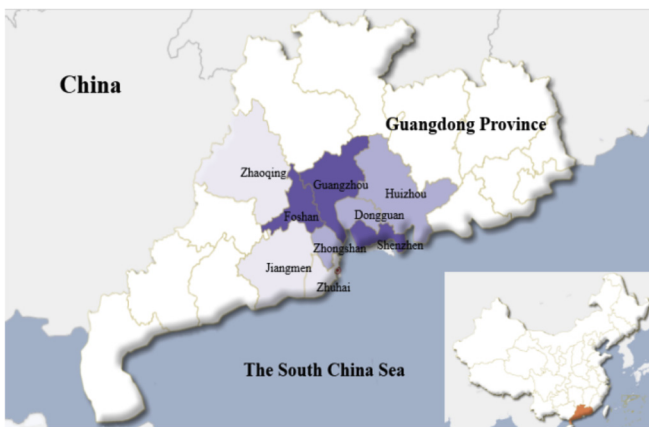 China
Guangdong Province
Zhaoqing
Guangzhou
Huizhou
Foshan
Dongguan
Shenzhen
Zhongshan
Jiangmen
Zhuhai
The South China Sea